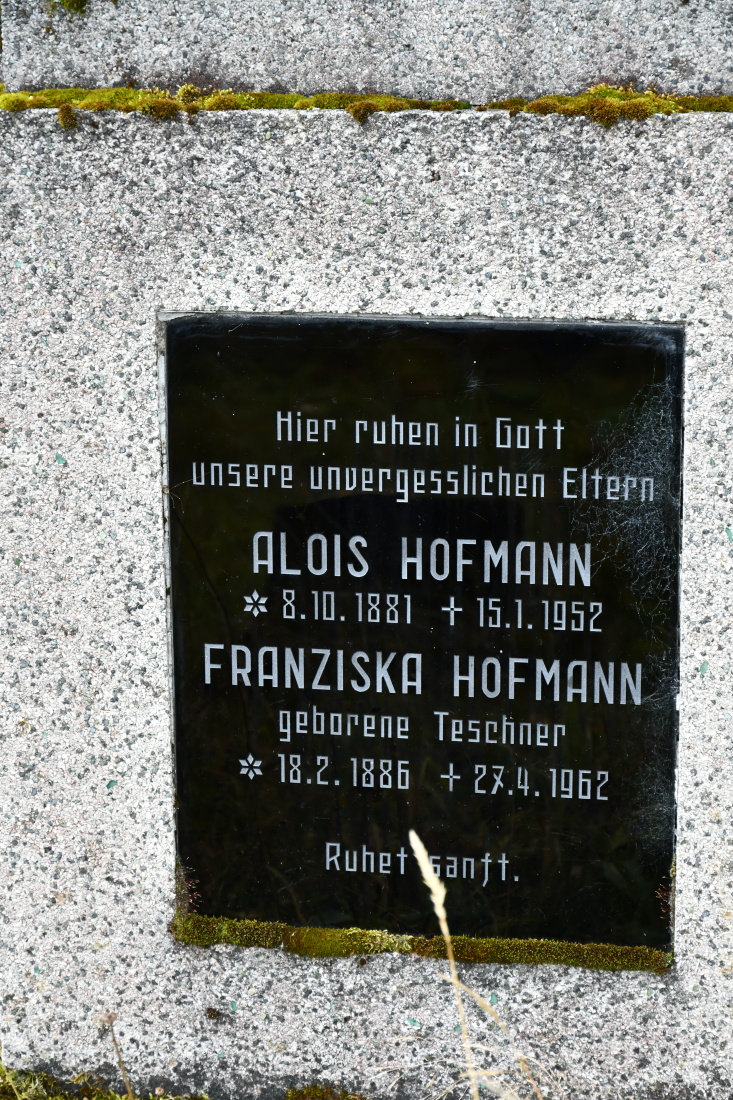 Hier ruhen in Gott
unsere unvergesslichen Eltern
ALOIS HOFMANN
* 8.10.1881 + 15.1.1952
FRANZISKA HOFMANN
geborene Teschner
* 18.2.1886 + 27.4.1962
Ruhet sanft.